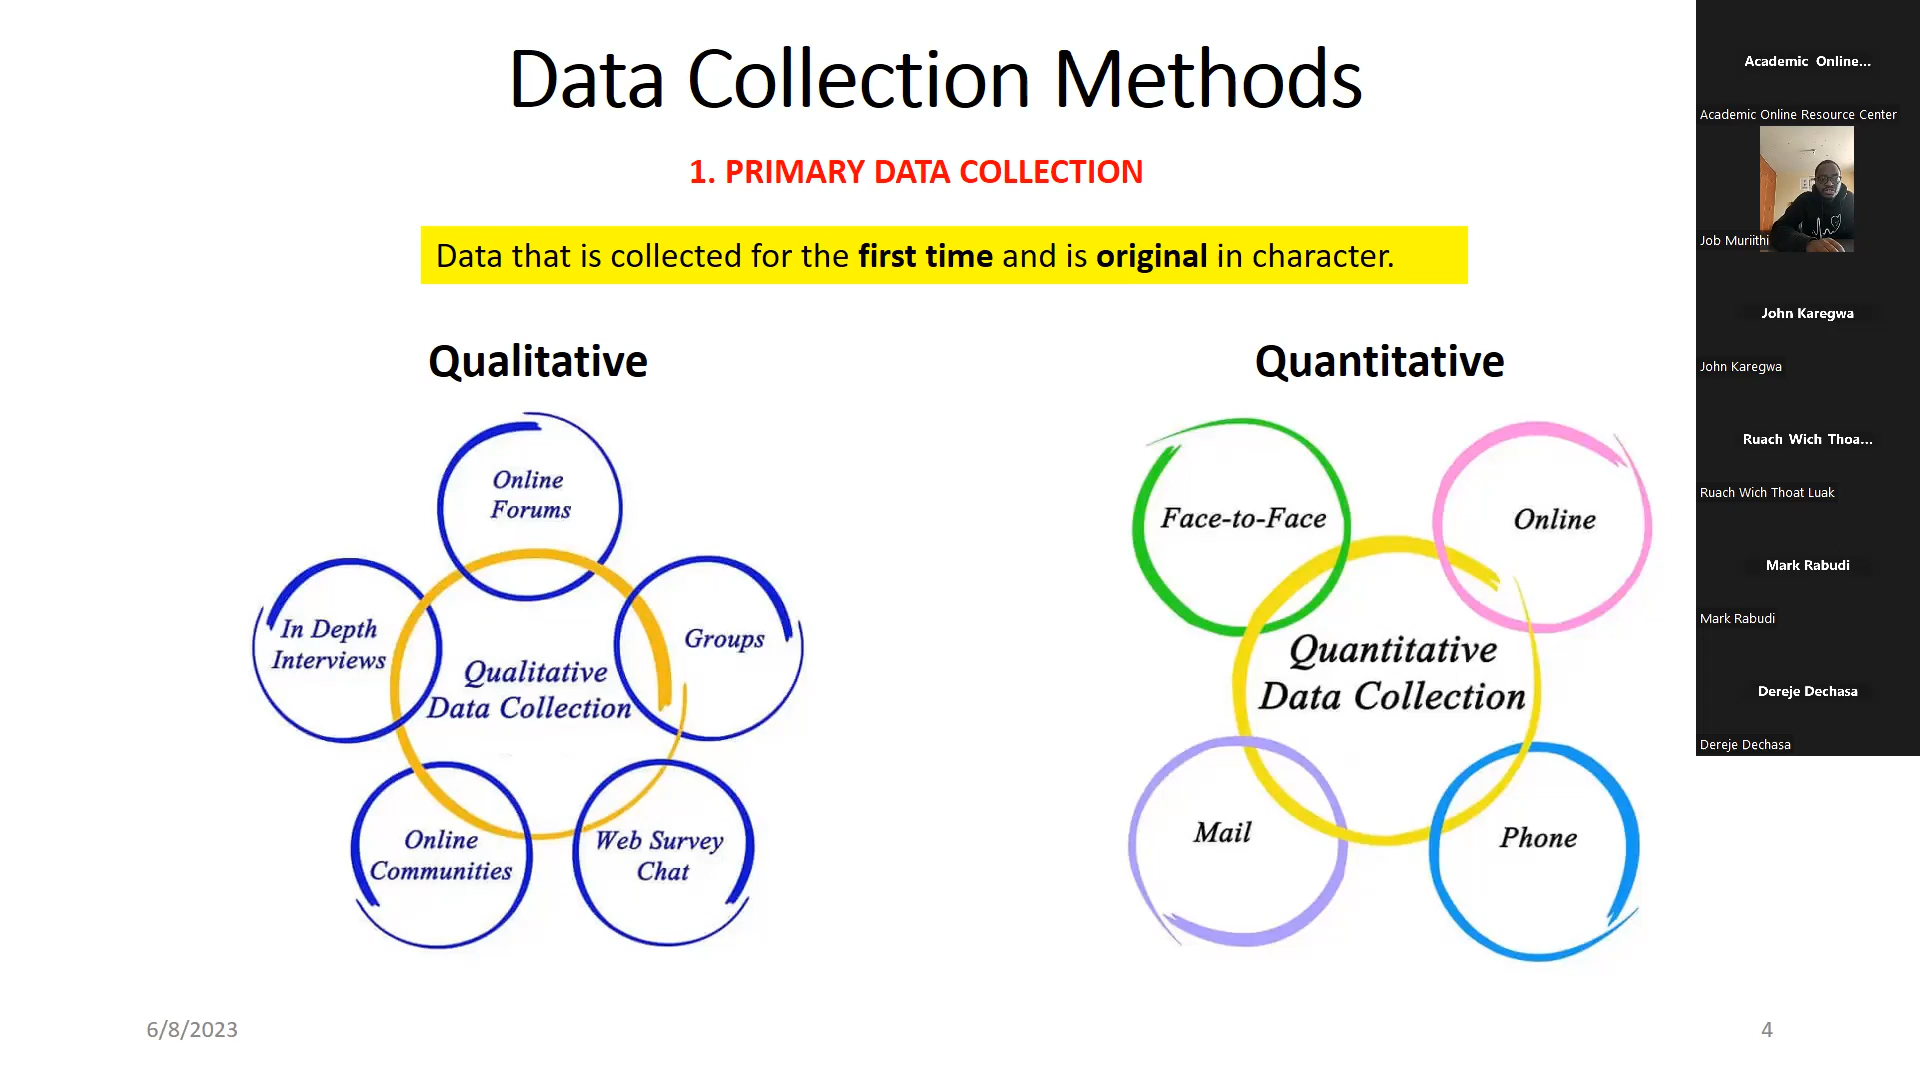 Data Collection Methods
1. PRIMARY DATA COLLECTION
Data that is collected for the first time and is original in character.
Qualitative
Online
Forums
In Depth
Interviews
Groups
Qualitative
Data Collection
Online
Communities
Web Survey
Chat
Quantitative
Face-to-Face
Online
Quantitative
Data Collection
Mail
Phone
6/8/2023
4
Academic Online...
Academic Online Resource Center
Job Muriithi
John Karegwa
John Karegwa
Ruach Wich Thoa...
Ruach Wich Thoat Luak
Mark Rabudi
Mark Rabudi
Dereje Dechasa
Dereje Dechasa